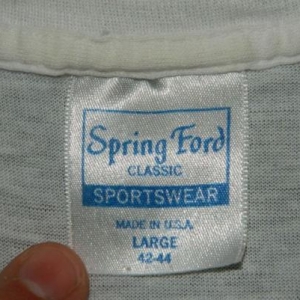 Spring Ford
CLASSIC
SPORTSWEAR
MADE IN U.S.A.
LARGE
42-44